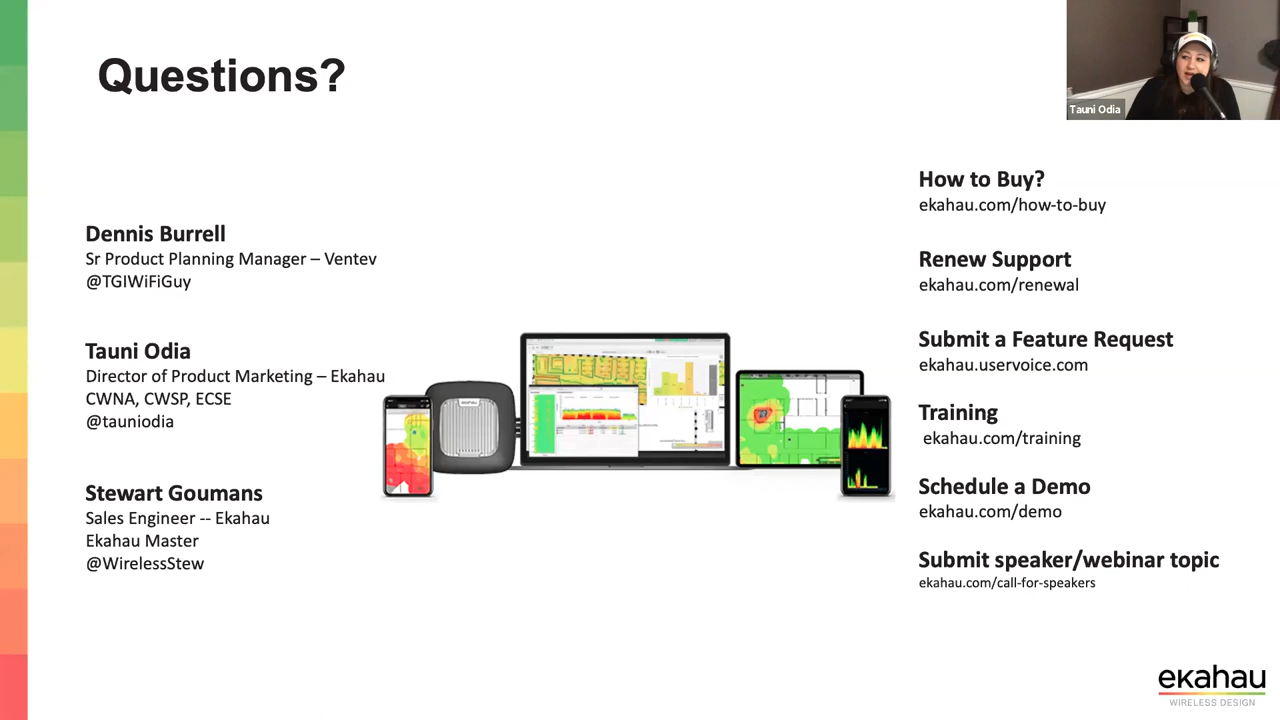 Questions?
Tauni Odia
Dennis Burrell
Sr Product Planning Manager – Ventev
@TGIWiFiGuy
Tauni Odia
Director of Product Marketing – Ekahau
CWNA, CWSP, ECSE
@tauniodia
Stewart Goumans
Sales Engineer -- Ekahau
Ekahau Master
@WirelessStew
How to Buy?
ekahau.com/how-to-buy
Renew Support
ekahau.com/renewal
Submit a Feature Request
ekahau.uservoice.com
Training
ekahau.com/training
Schedule a Demo
ekahau.com/demo
Submit speaker/webinar topic
ekahau.com/call-for-speakers
ekahau
WIRELESS DESIGN